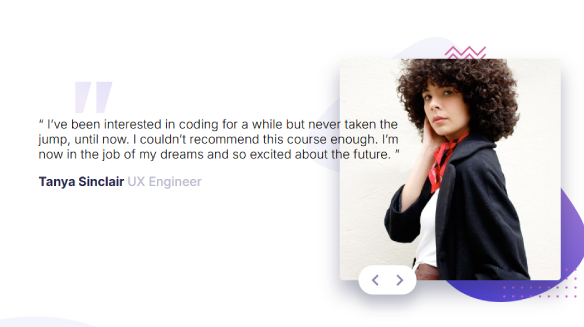 “ I’ve been interested in coding for a while but never taken the
jump, until now. I couldn’t recommend this course enough. I’m
now in the job of my dreams and so excited about the future. ”
Tanya Sinclair UX Engineer